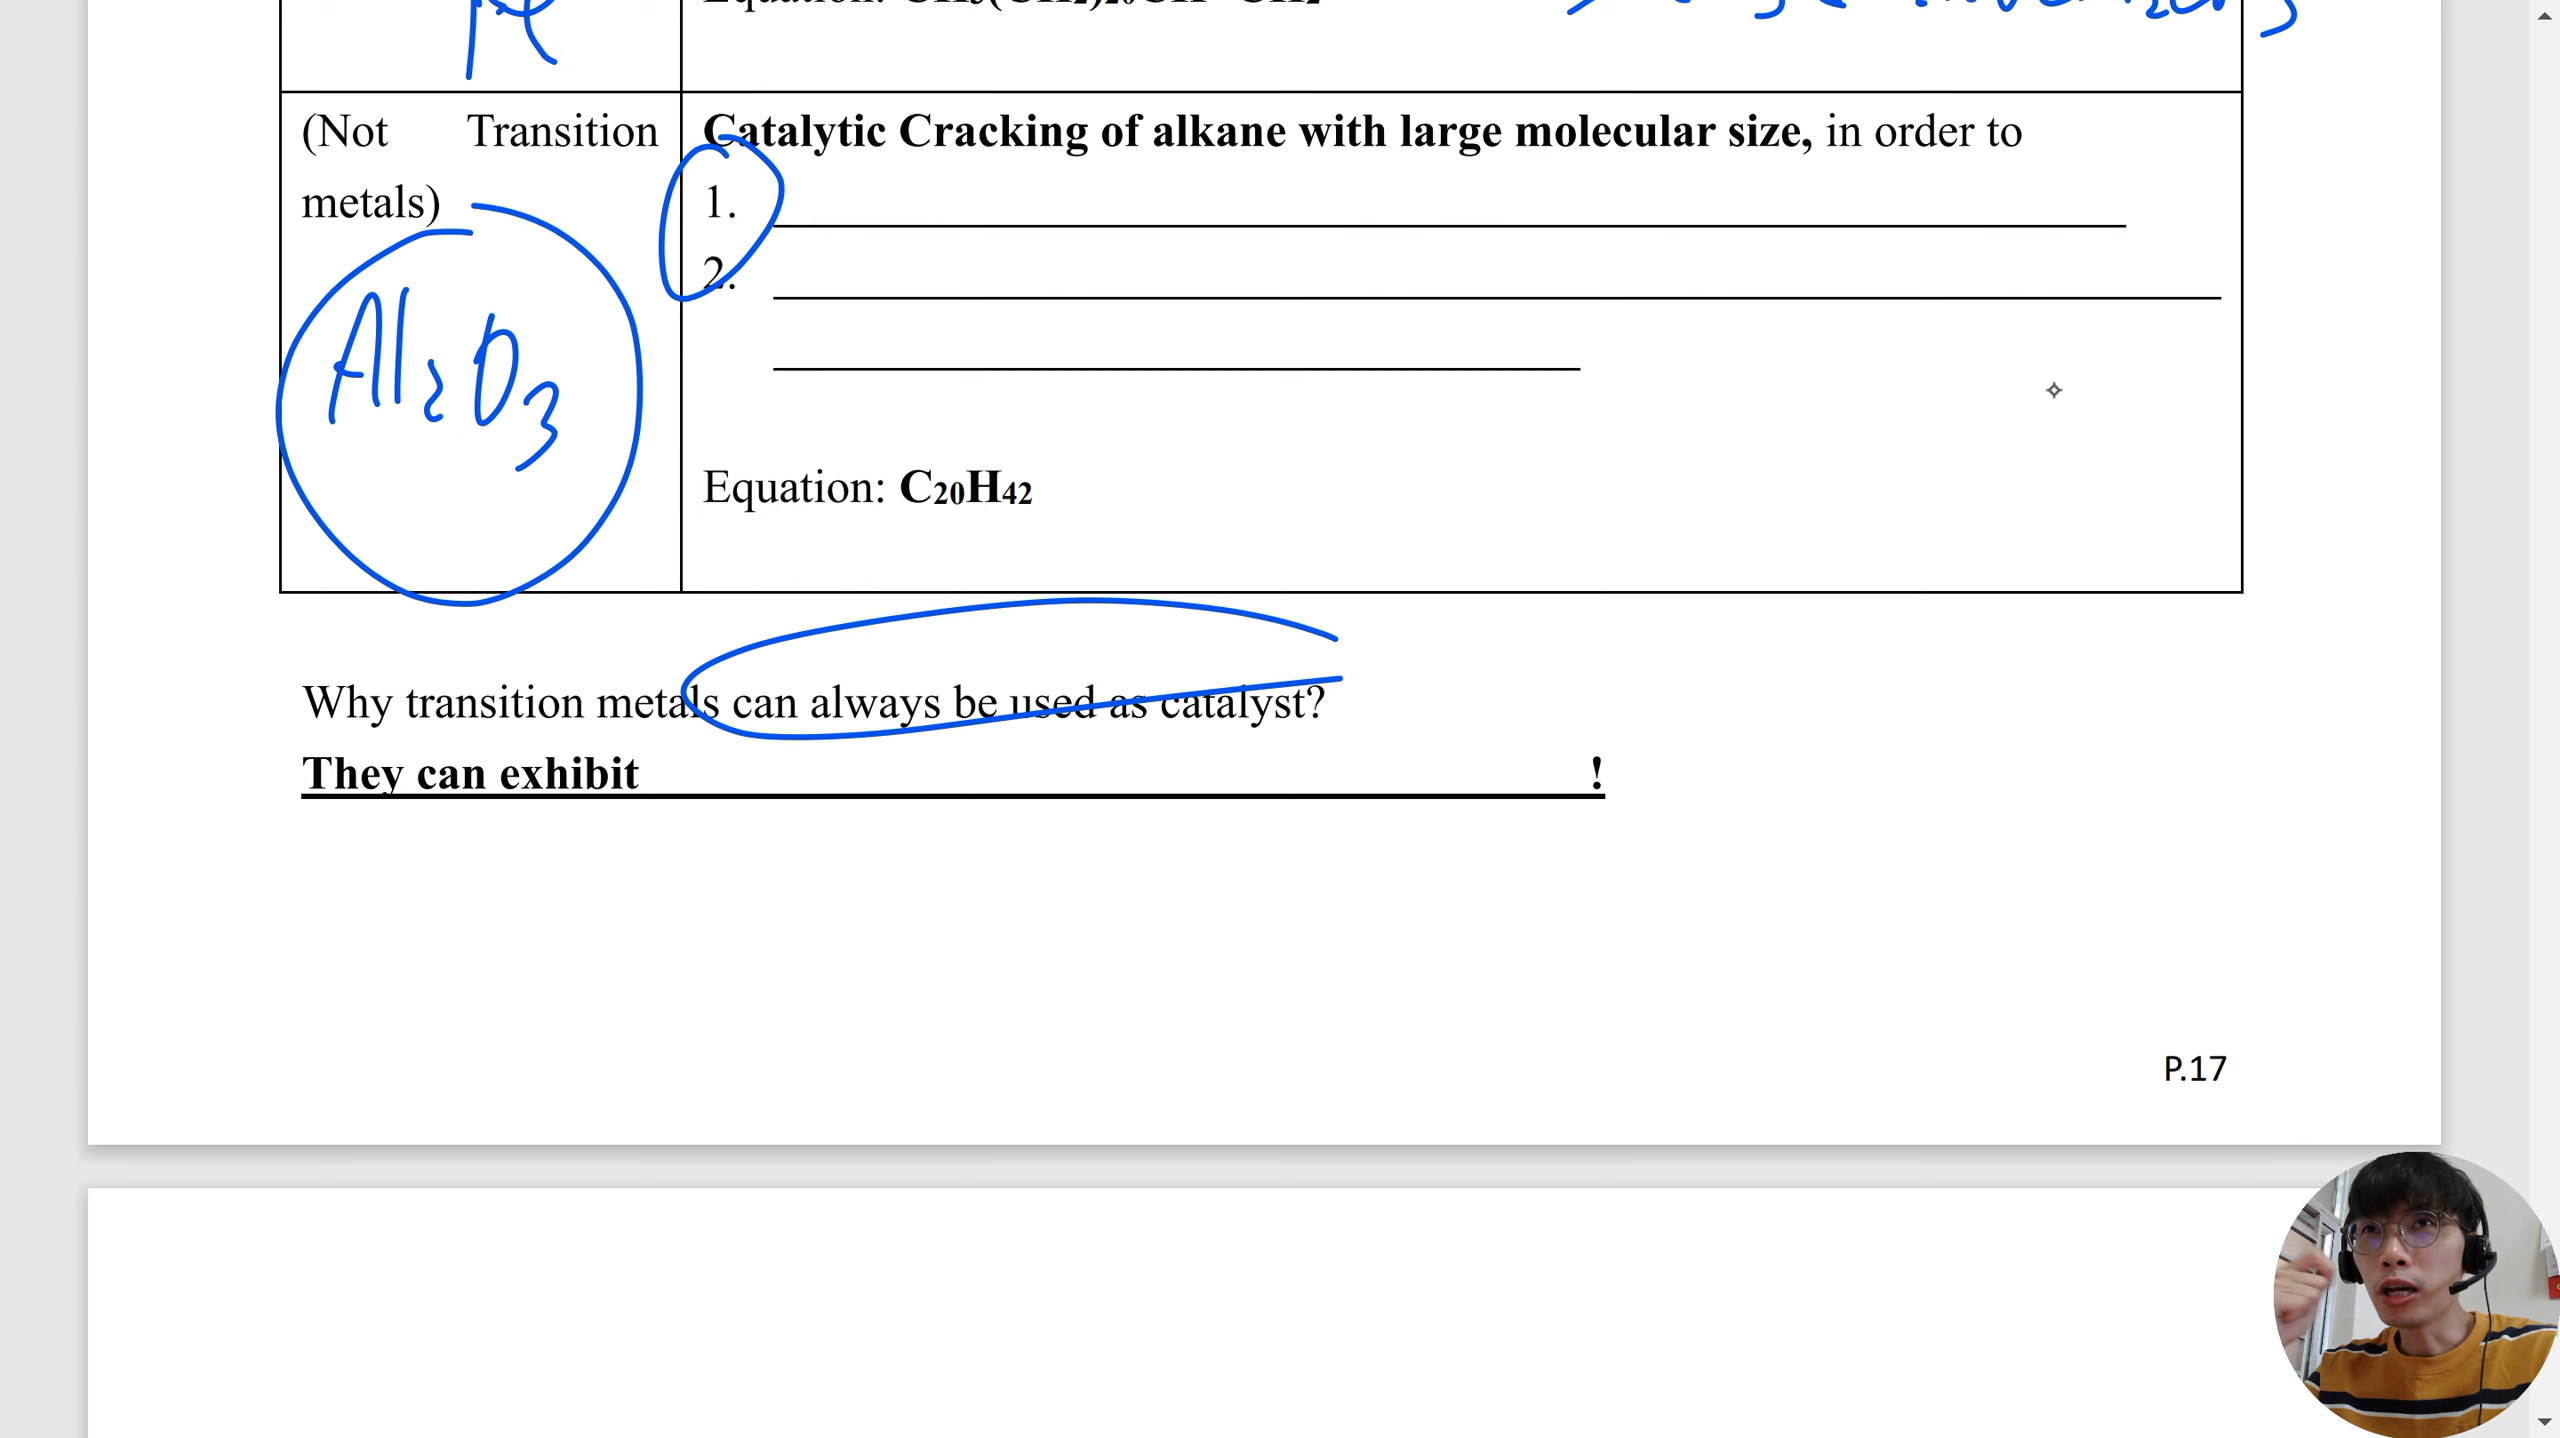 Equation:
(Not Transition
metals)
Al₂O₃
Catalytic Cracking of alkane with large molecular size, in order to
1.
2.
Equation: C₂₀H₄₂
Why transition metals can always be used as catalyst?
They can exhibit !
P.17